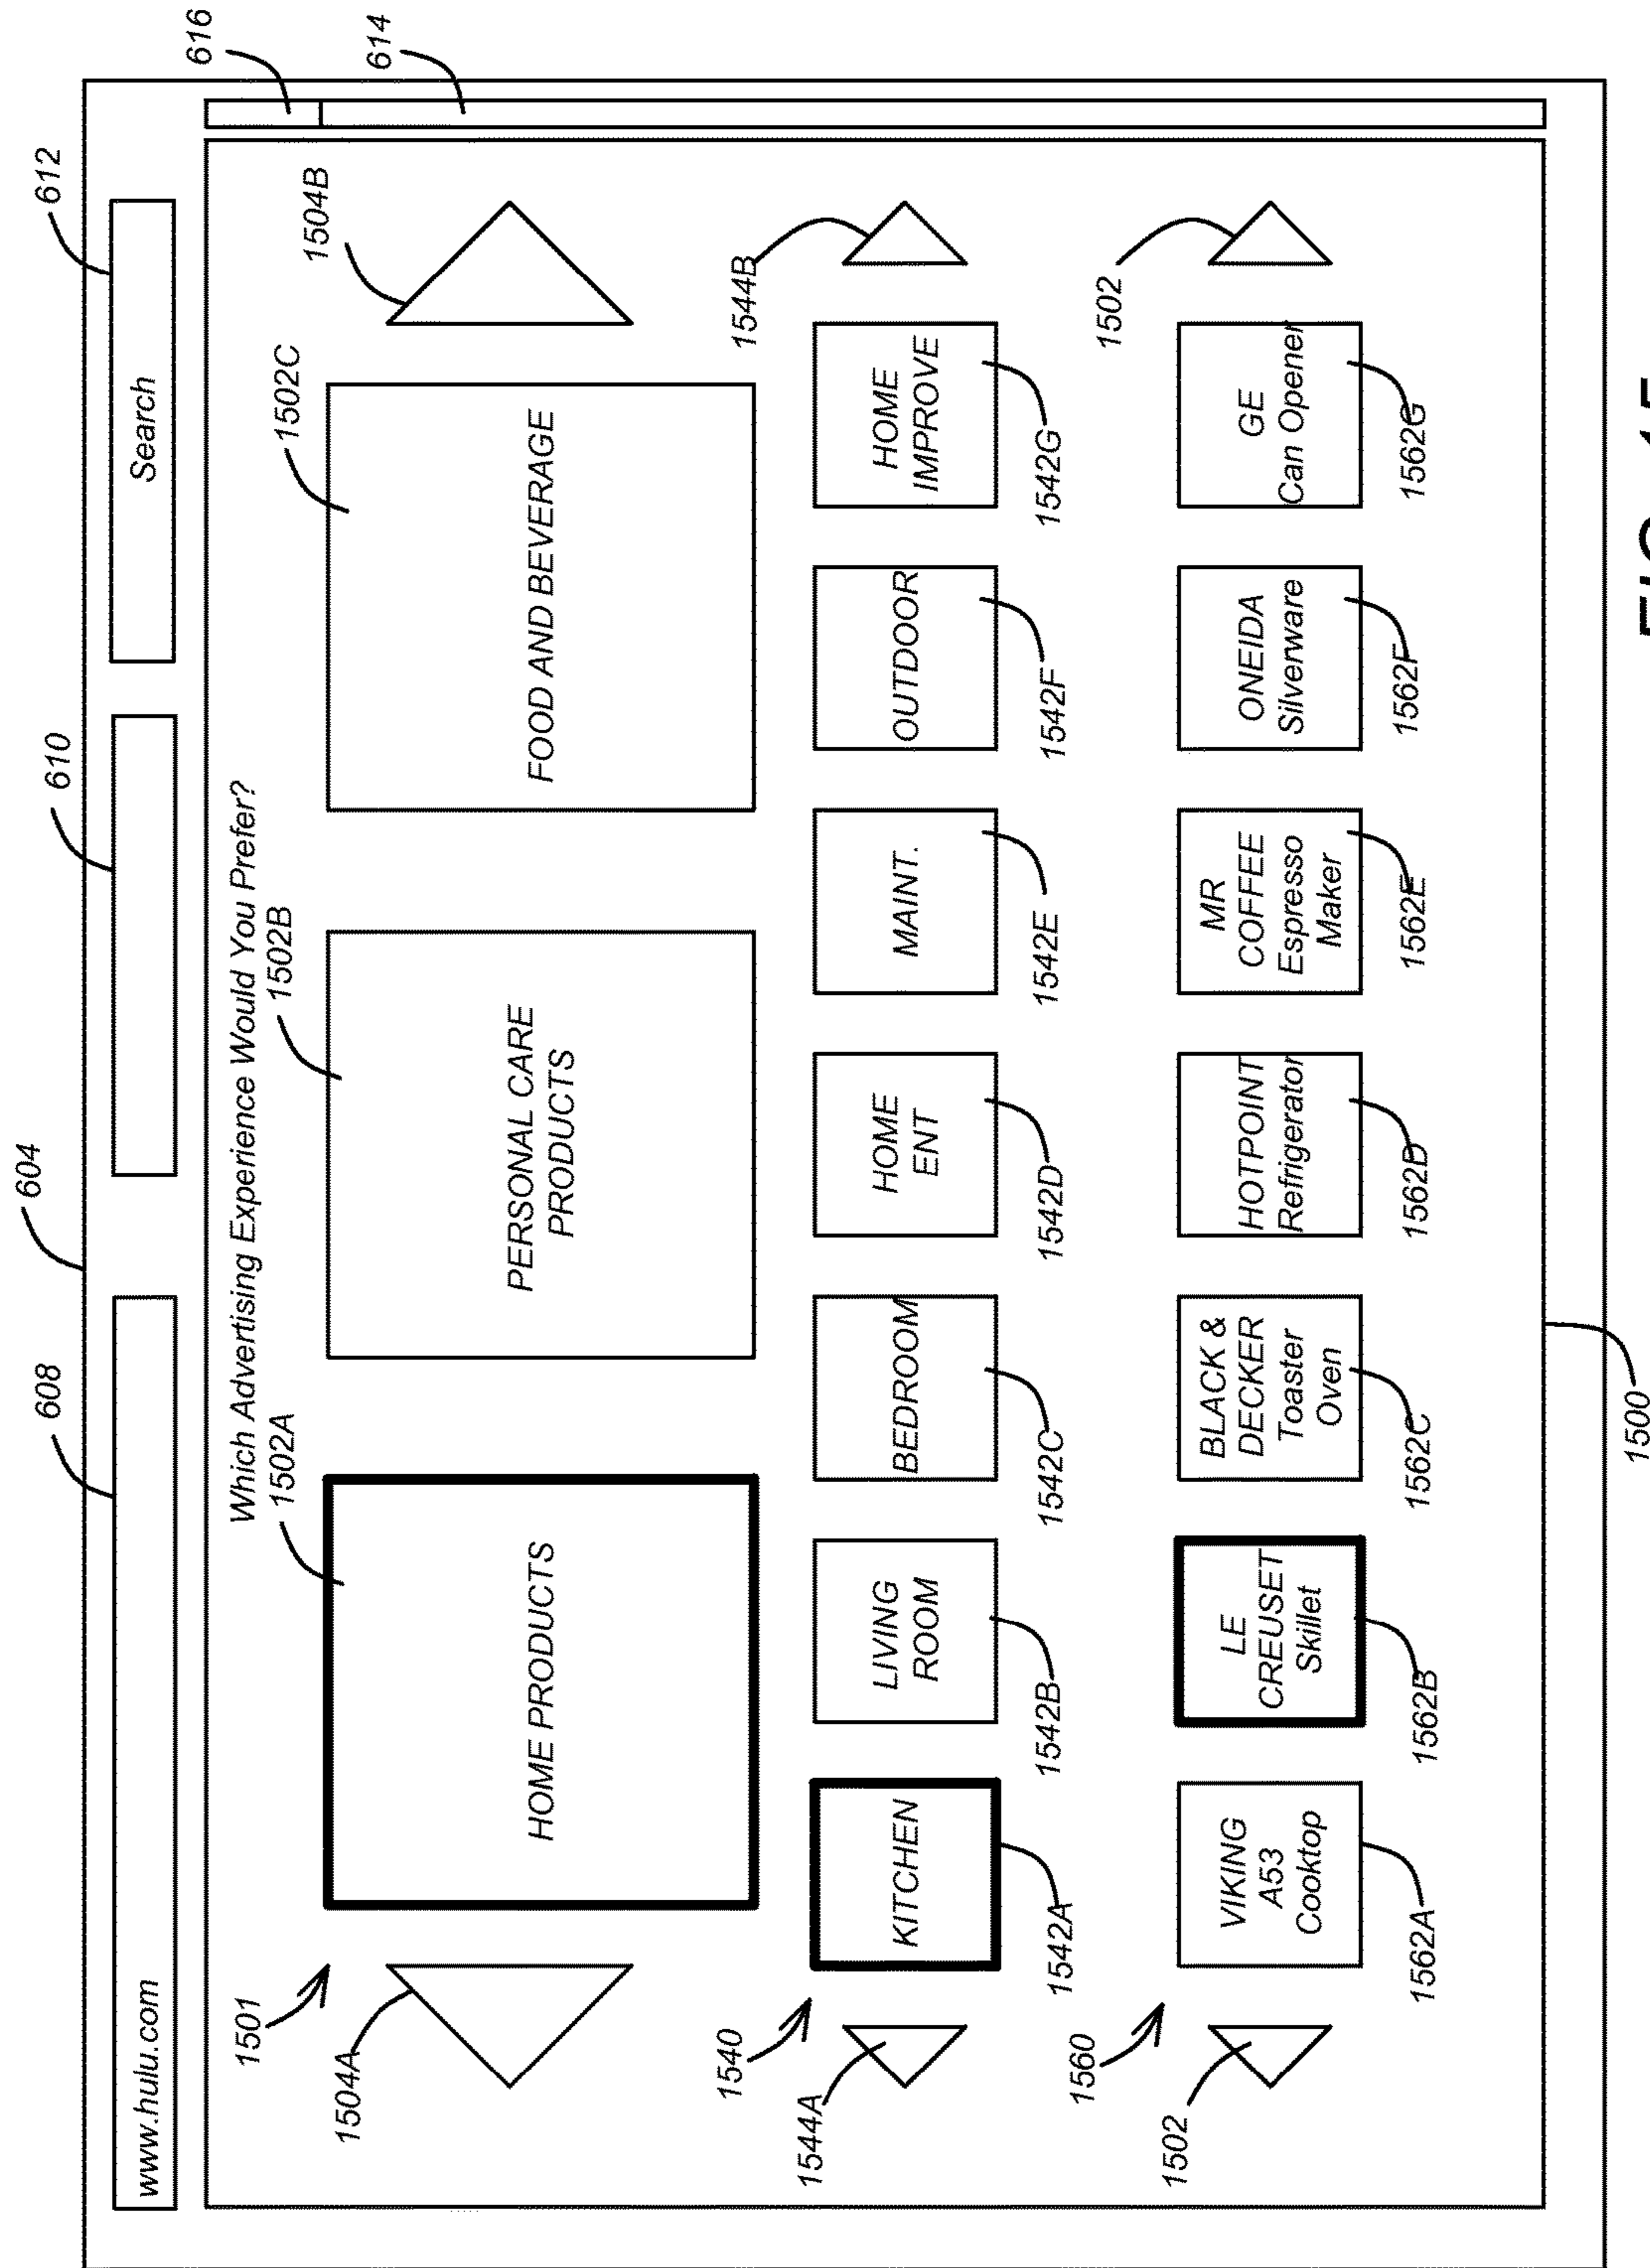 604
608
610
612
616
614
www.hulu.com
Search
Which Advertising Experience Would You Prefer?
1501
1502A
1502B
1502C
1504A
1504B
HOME PRODUCTS
PERSONAL CARE
PRODUCTS
FOOD AND BEVERAGE
1540
1544A
1544B
KITCHEN
LIVING
ROOM
BEDROOM
HOME
ENT
MAINT.
OUTDOOR
HOME
IMPROVE
1542A
1542B
1542C
1542D
1542E
1542F
1542G
1560
1502
1502
VIKING
A53
Cooktop
LE
CREUSET
Skillet
BLACK &
DECKER
Toaster
Oven
HOTPOINT
Refrigerator
MR
COFFEE
Espresso
Maker
ONEIDA
Silverware
GE
Can Opener
1562A
1562B
1562C
1562D
1562E
1562F
1562G
1500